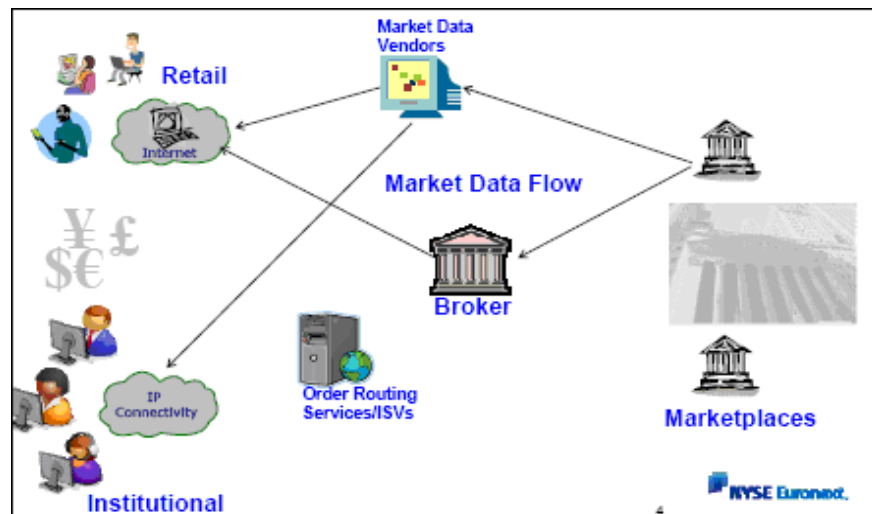 Market Data
Vendors
Retail
Internet
Market Data Flow
¥
£
$€
Broker
IP
Connectivity
Order Routing
Services/ISVs
Marketplaces
Institutional
NYSE Euronext.
4